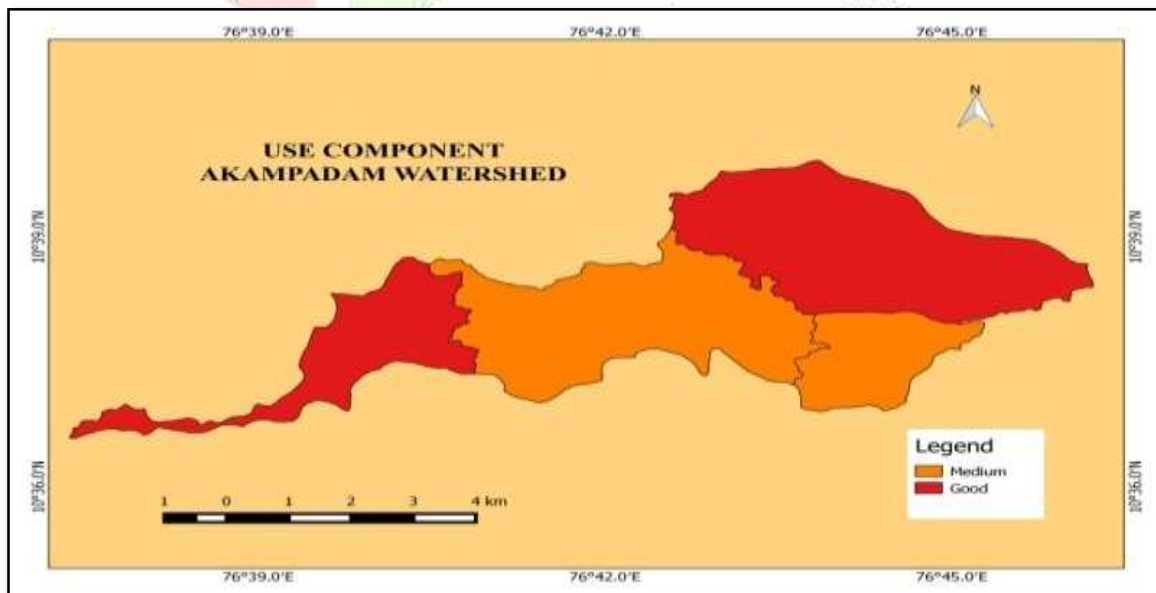 76°39.0'E 76°42.0'E 76°45.0'E
N
USE COMPONENT
AKAMPADAM WATERSHED
10°39.0'N 10°39.0'N
Legend
Medium
Good
10°36.0'N 10°36.0'N
1 0 1 2 3 4 km
76°39.0'E 76°42.0'E 76°45.0'E